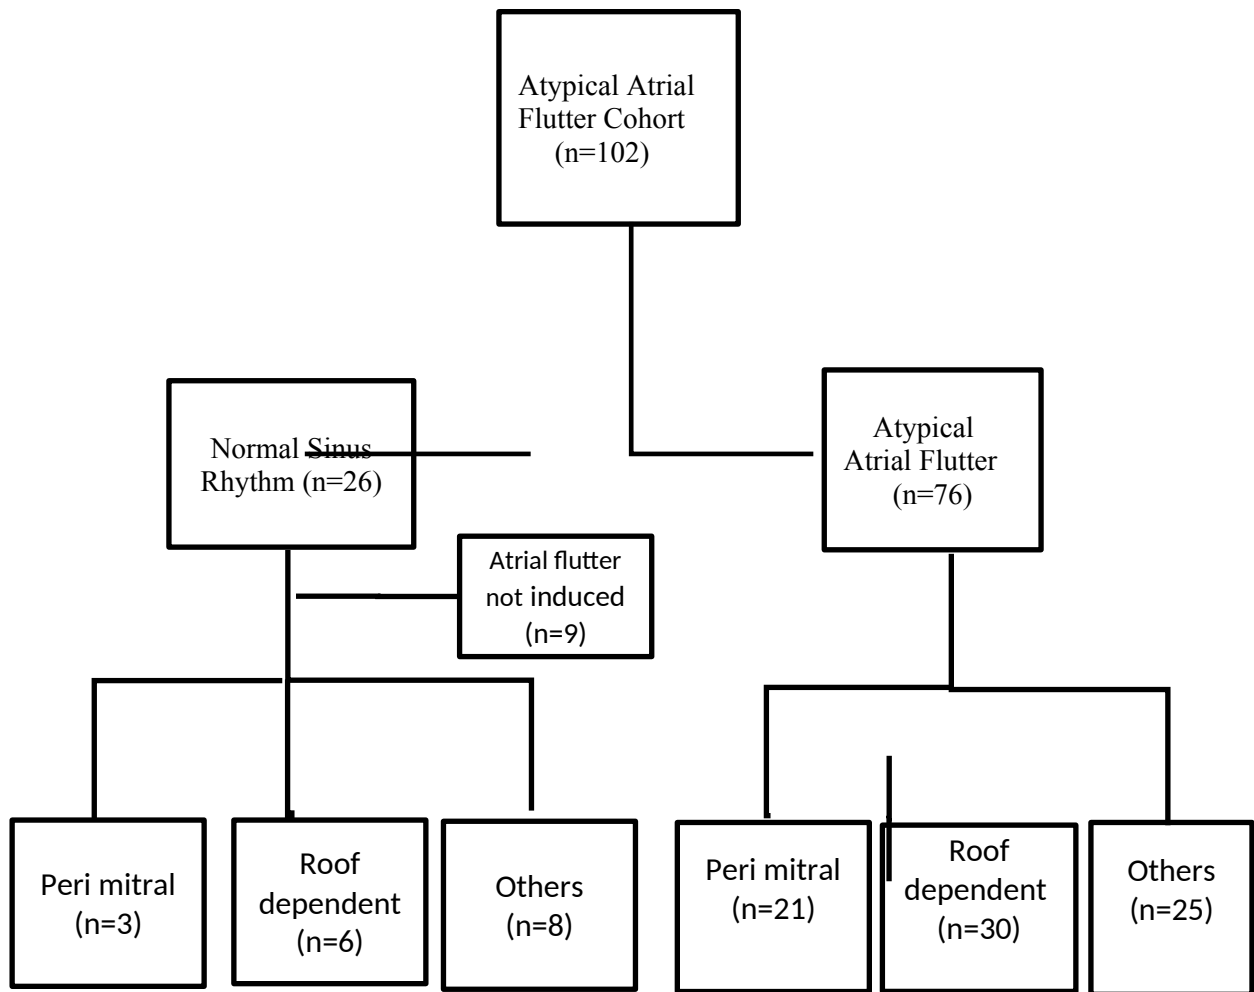 Atypical Atrial
Flutter Cohort
(n=102)
Normal Sinus
Rhythm (n=26)
Atypical
Atrial Flutter
(n=76)
Atrial flutter
not induced
(n=9)
Peri mitral
(n=3)
Roof
dependent
(n=6)
Others
(n=8)
Peri mitral
(n=21)
Roof
dependent
(n=30)
Others
(n=25)